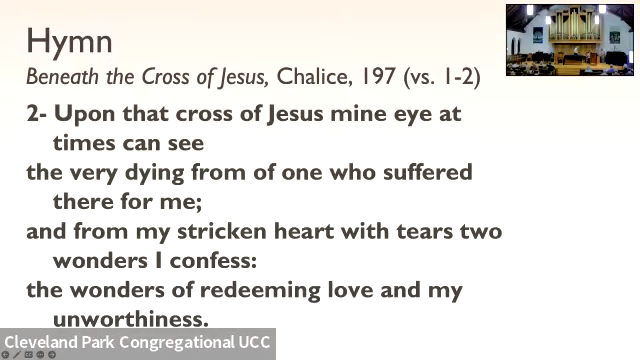 Hymn
Beneath the Cross of Jesus, Chalice, 197 (vs. 1-2)
2- Upon that cross of Jesus mine eye at
times can see
the very dying from of one who suffered
there for me;
and from my stricken heart with tears two
wonders I confess:
the wonders of redeeming love and my
unworthiness.
Cleveland Park Congregational UCC